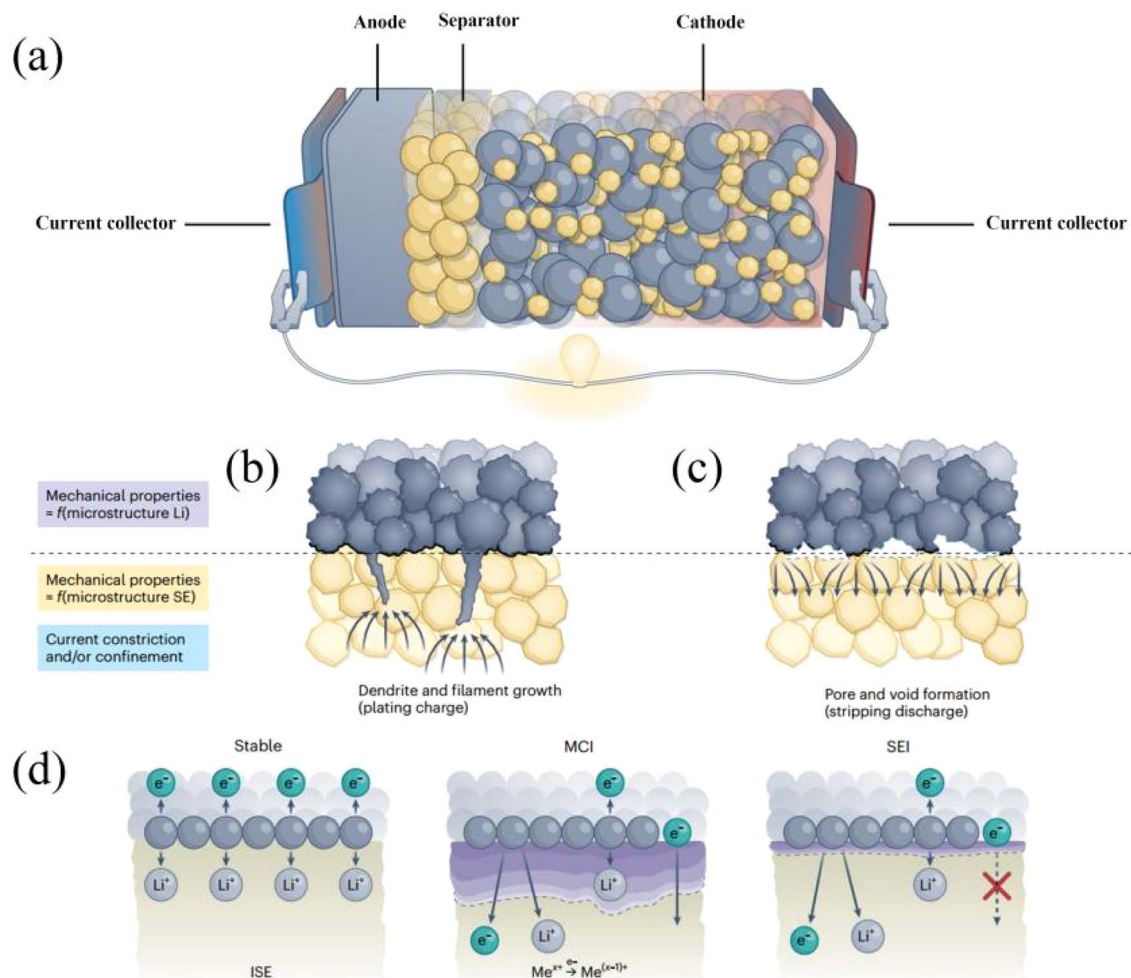 (a)
Anode
Separator
Cathode
Current collector
Current collector
(b)
(c)
Mechanical properties
= f(microstructure Li)
Mechanical properties
= f(microstructure SE)
Current constriction
and/or confinement
Dendrite and filament growth
(plating charge)
Pore and void formation
(stripping discharge)
(d)
Stable
MCI
SEI
e⁻ e⁻ e⁻ e⁻
Li⁺ Li⁺ Li⁺ Li⁺
ISE
e⁻
e⁻
Li⁺
e⁻
Li⁺
e⁻
Meˣ⁺ → Me⁽ˣ⁻¹⁾⁺
e⁻
e⁻
Li⁺
e⁻
Li⁺